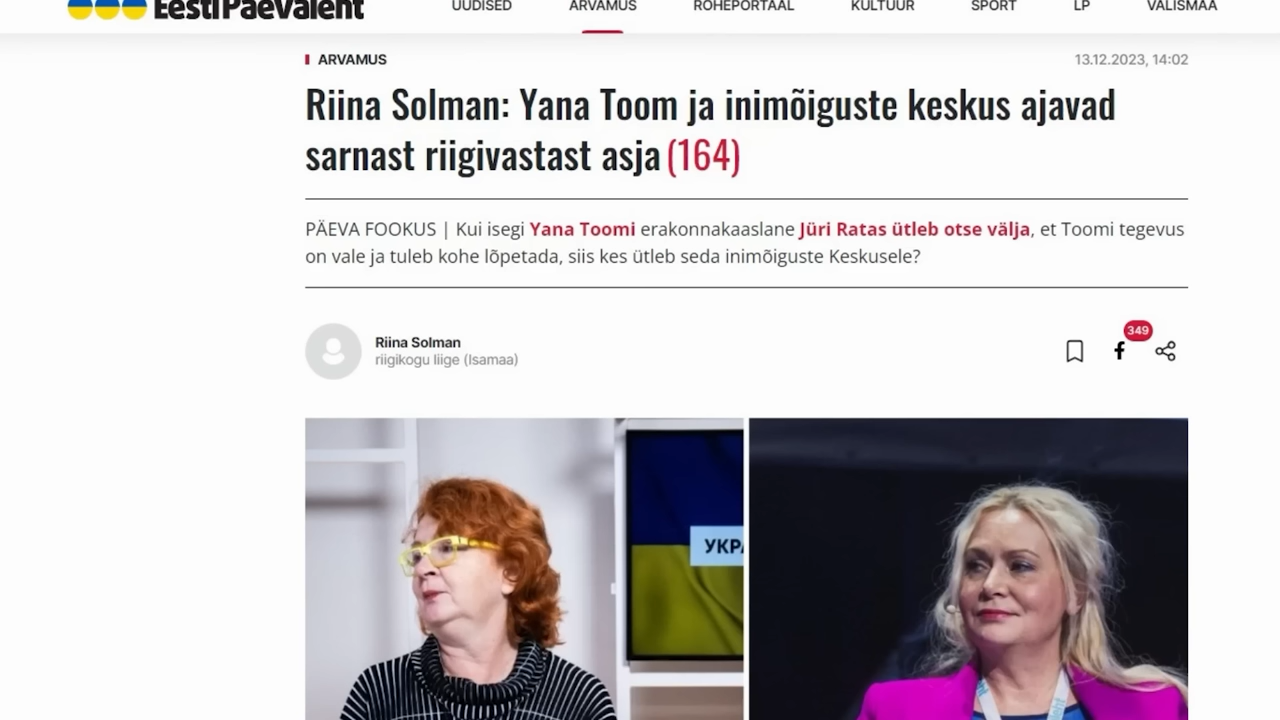 Eesti Päevaleht
UUDISED ARVAMUS ROHEPORTAAL KULTUUR SPORT LP VÄLISMAA
ARVAMUS 13.12.2023, 14:02
Riina Solman: Yana Toom ja inimõiguste keskus ajavad
sarnast riigivastast asja (164)
PÄEVA FOOKUS | Kui isegi Yana Toomi erakonnakaaslane Jüri Ratas ütleb otse välja, et Toomi tegevus
on vale ja tuleb kohe lõpetada, siis kes ütleb seda inimõiguste Keskusele?
Riina Solman
riigikogu liige (Isamaa)
349
УКРА